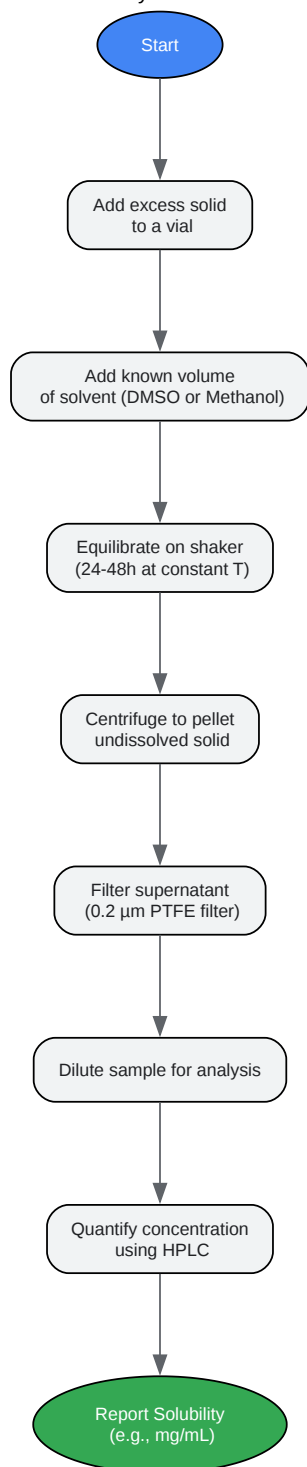 Start
Add excess solid
to a vial
Add known volume
of solvent (DMSO or Methanol)
Equilibrate on shaker
(24-48h at constant T)
Centrifuge to pellet
undissolved solid
Filter supernatant
(0.2 µm PTFE filter)
Dilute sample for analysis
Quantify concentration
using HPLC
Report Solubility
(e.g., mg/mL)